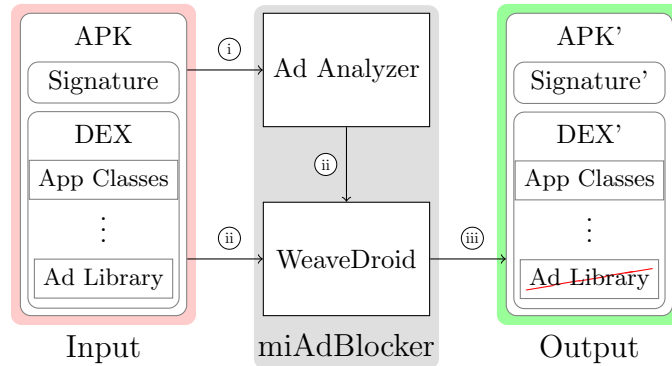 APK
Signature
DEX
App Classes
⋮
Ad Library
Input
i
ii
Ad Analyzer
ii
WeaveDroid
miAdBlocker
iii
APK’
Signature’
DEX’
App Classes
⋮
Ad Library
Output